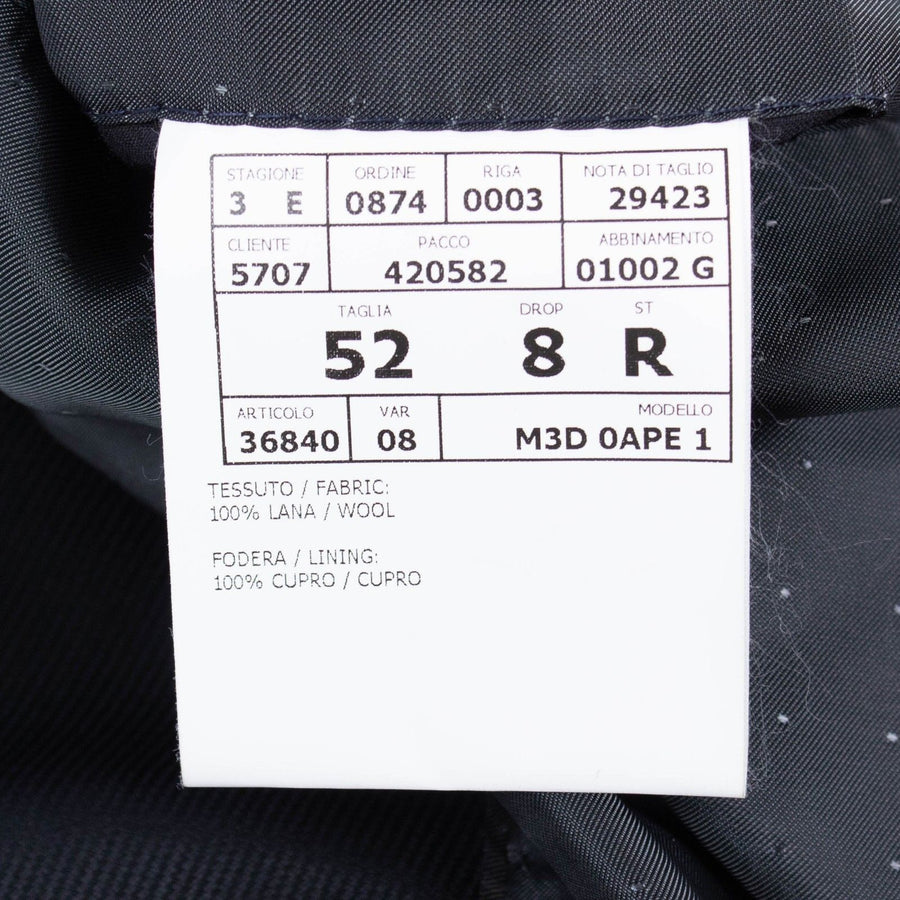 STAGIONE ORDINE RIGA NOTA DI TAGLIO
3 E 0874 0003 29423
CLIENTE PACCO ABBINAMENTO
5707 420582 01002 G
TAGLIA DROP ST
52 8 R
ARTICOLO VAR MODELLO
36840 08 M3D 0APE 1
TESSUTO / FABRIC:
100% LANA / WOOL
FODERA / LINING:
100% CUPRO / CUPRO